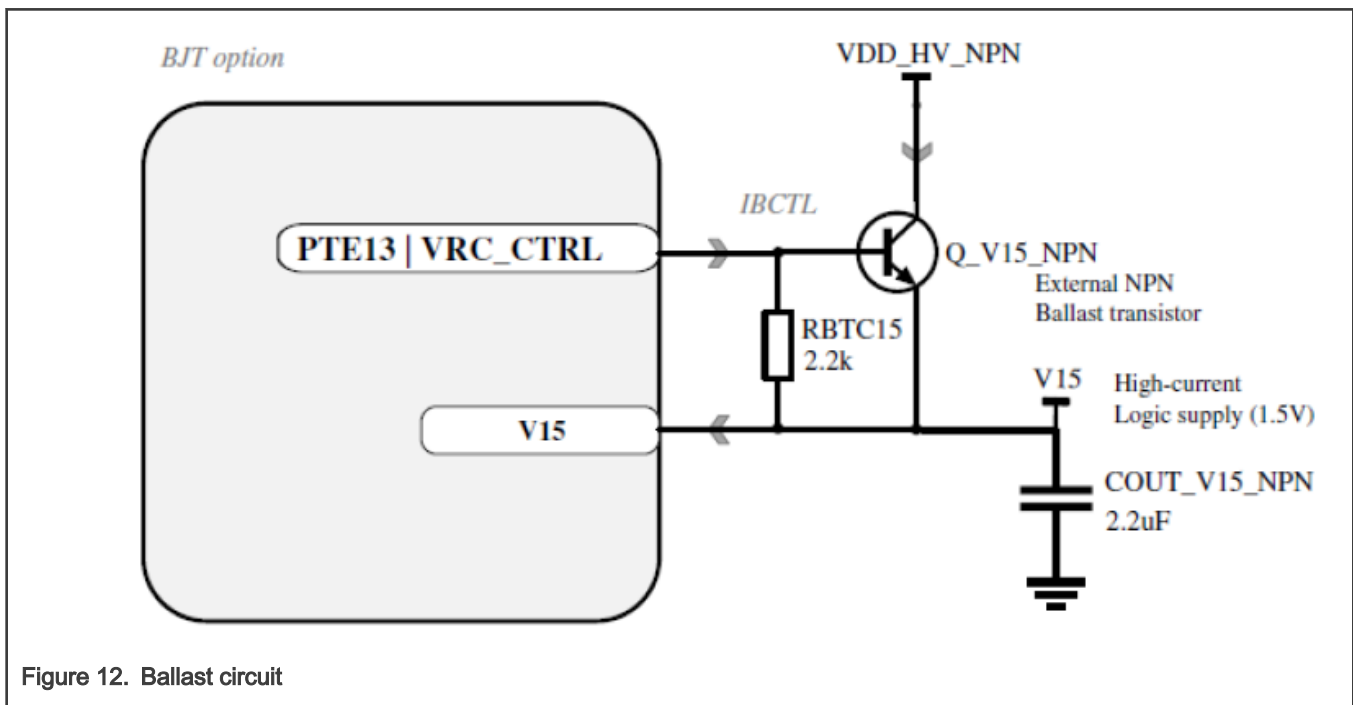 BJT option
VDD_HV_NPN
IBCTL
PTE13 | VRC_CTRL
Q_V15_NPN
External NPN
Ballast transistor
RBTC15
2.2k
V15
High-current
Logic supply (1.5V)
V15
COUT_V15_NPN
2.2uF
Figure 12. Ballast circuit